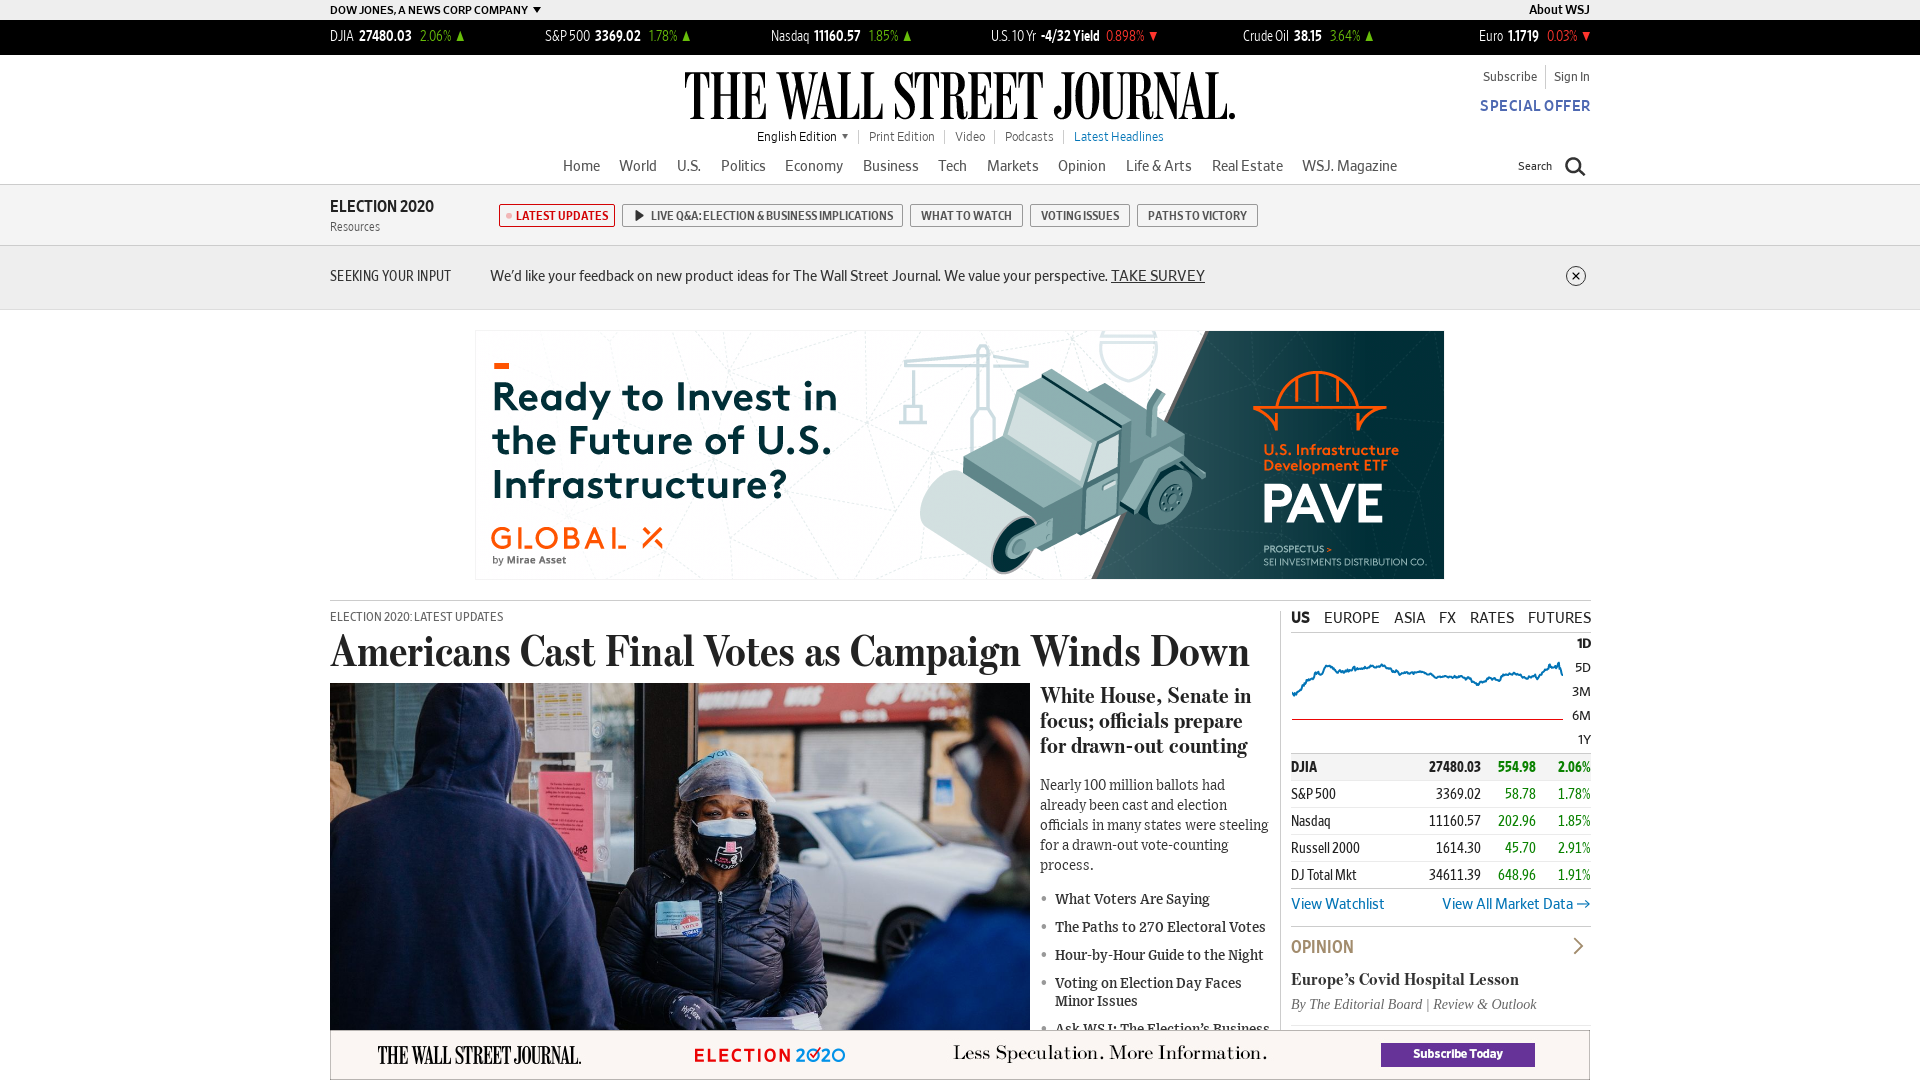 DOW JONES, A NEWS CORP COMPANY
About WSJ
DJIA 27480.03 2.06%
S&P 500 3369.02 1.78%
Nasdaq 11160.57 1.85%
U.S. 10 Yr -4/32 Yield 0.898%
Crude Oil 38.15 3.64%
Euro 1.1719 0.03%
THE WALL STREET JOURNAL.
Subscribe
Sign In
SPECIAL OFFER
English Edition
Print Edition
Video
Podcasts
Latest Headlines
Home World U.S. Politics Economy Business Tech Markets Opinion Life & Arts Real Estate WSJ. Magazine
Search
ELECTION 2020
Resources
LATEST UPDATES
LIVE Q&A: ELECTION & BUSINESS IMPLICATIONS
WHAT TO WATCH
VOTING ISSUES
PATHS TO VICTORY
SEEKING YOUR INPUT
We’d like your feedback on new product ideas for The Wall Street Journal. We value your perspective. TAKE SURVEY
Ready to Invest in
the Future of U.S.
Infrastructure?
GLOBAL X
by Mirae Asset
U.S. Infrastructure
Development ETF
PAVE
PROSPECTUS >
SEI INVESTMENTS DISTRIBUTION CO.
ELECTION 2020: LATEST UPDATES
Americans Cast Final Votes as Campaign Winds Down
White House, Senate in
focus; officials prepare
for drawn-out counting
Nearly 100 million ballots had
already been cast and election
officials in many states were steeling
for a drawn-out vote-counting
process.
• What Voters Are Saying
• The Paths to 270 Electoral Votes
• Hour-by-Hour Guide to the Night
• Voting on Election Day Faces
Minor Issues
• Ask WSJ: The Election’s Business
US EUROPE ASIA FX RATES FUTURES
1D
5D
3M
6M
1Y
DJIA 27480.03 554.98 2.06%
S&P 500 3369.02 58.78 1.78%
Nasdaq 11160.57 202.96 1.85%
Russell 2000 1614.30 45.70 2.91%
DJ Total Mkt 34611.39 648.96 1.91%
View Watchlist
View All Market Data
OPINION
Europe’s Covid Hospital Lesson
By The Editorial Board | Review & Outlook
THE WALL STREET JOURNAL.
ELECTION 2020
Less Speculation. More Information.
Subscribe Today